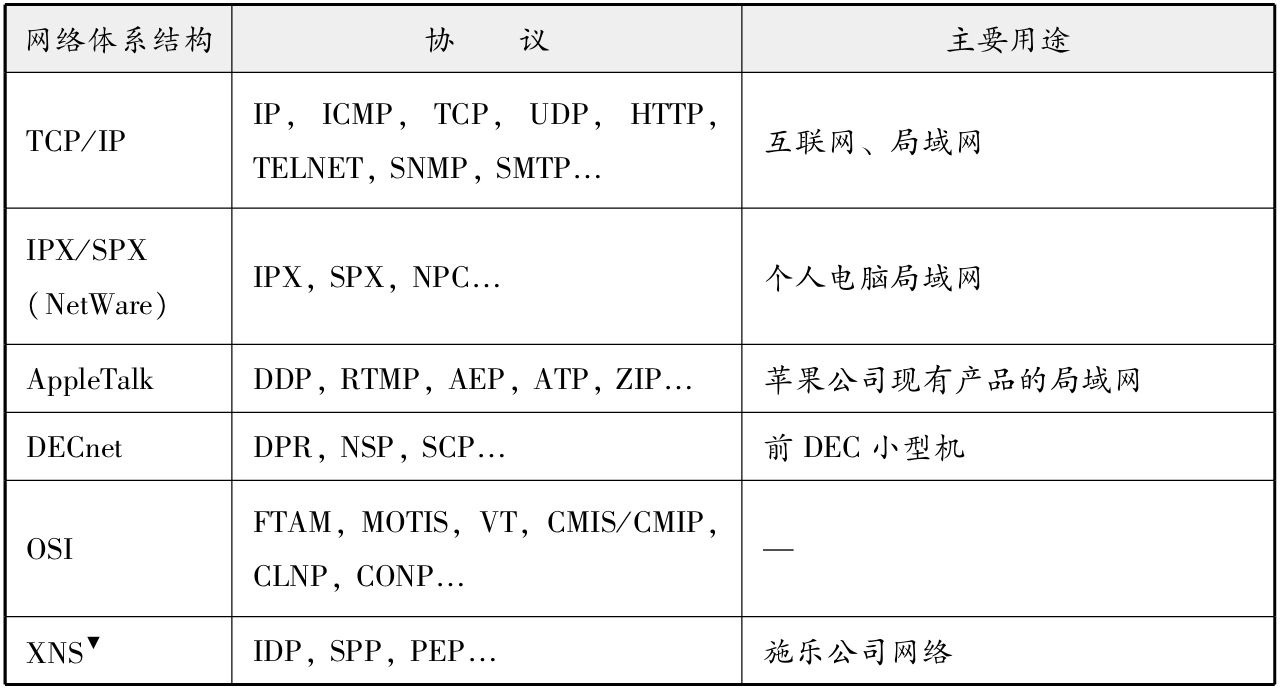 网络体系结构 协 议 主要用途
TCP/IP
IP, ICMP, TCP, UDP, HTTP,
TELNET, SNMP, SMTP…
互联网、局域网
IPX/SPX
(NetWare)
IPX, SPX, NPC…
个人电脑局域网
AppleTalk DDP, RTMP, AEP, ATP, ZIP… 苹果公司现有产品的局域网
DECnet DPR, NSP, SCP… 前 DEC 小型机
OSI
FTAM, MOTIS, VT, CMIS/CMIP,
CLNP, CONP…
—
XNS▼ IDP, SPP, PEP… 施乐公司网络